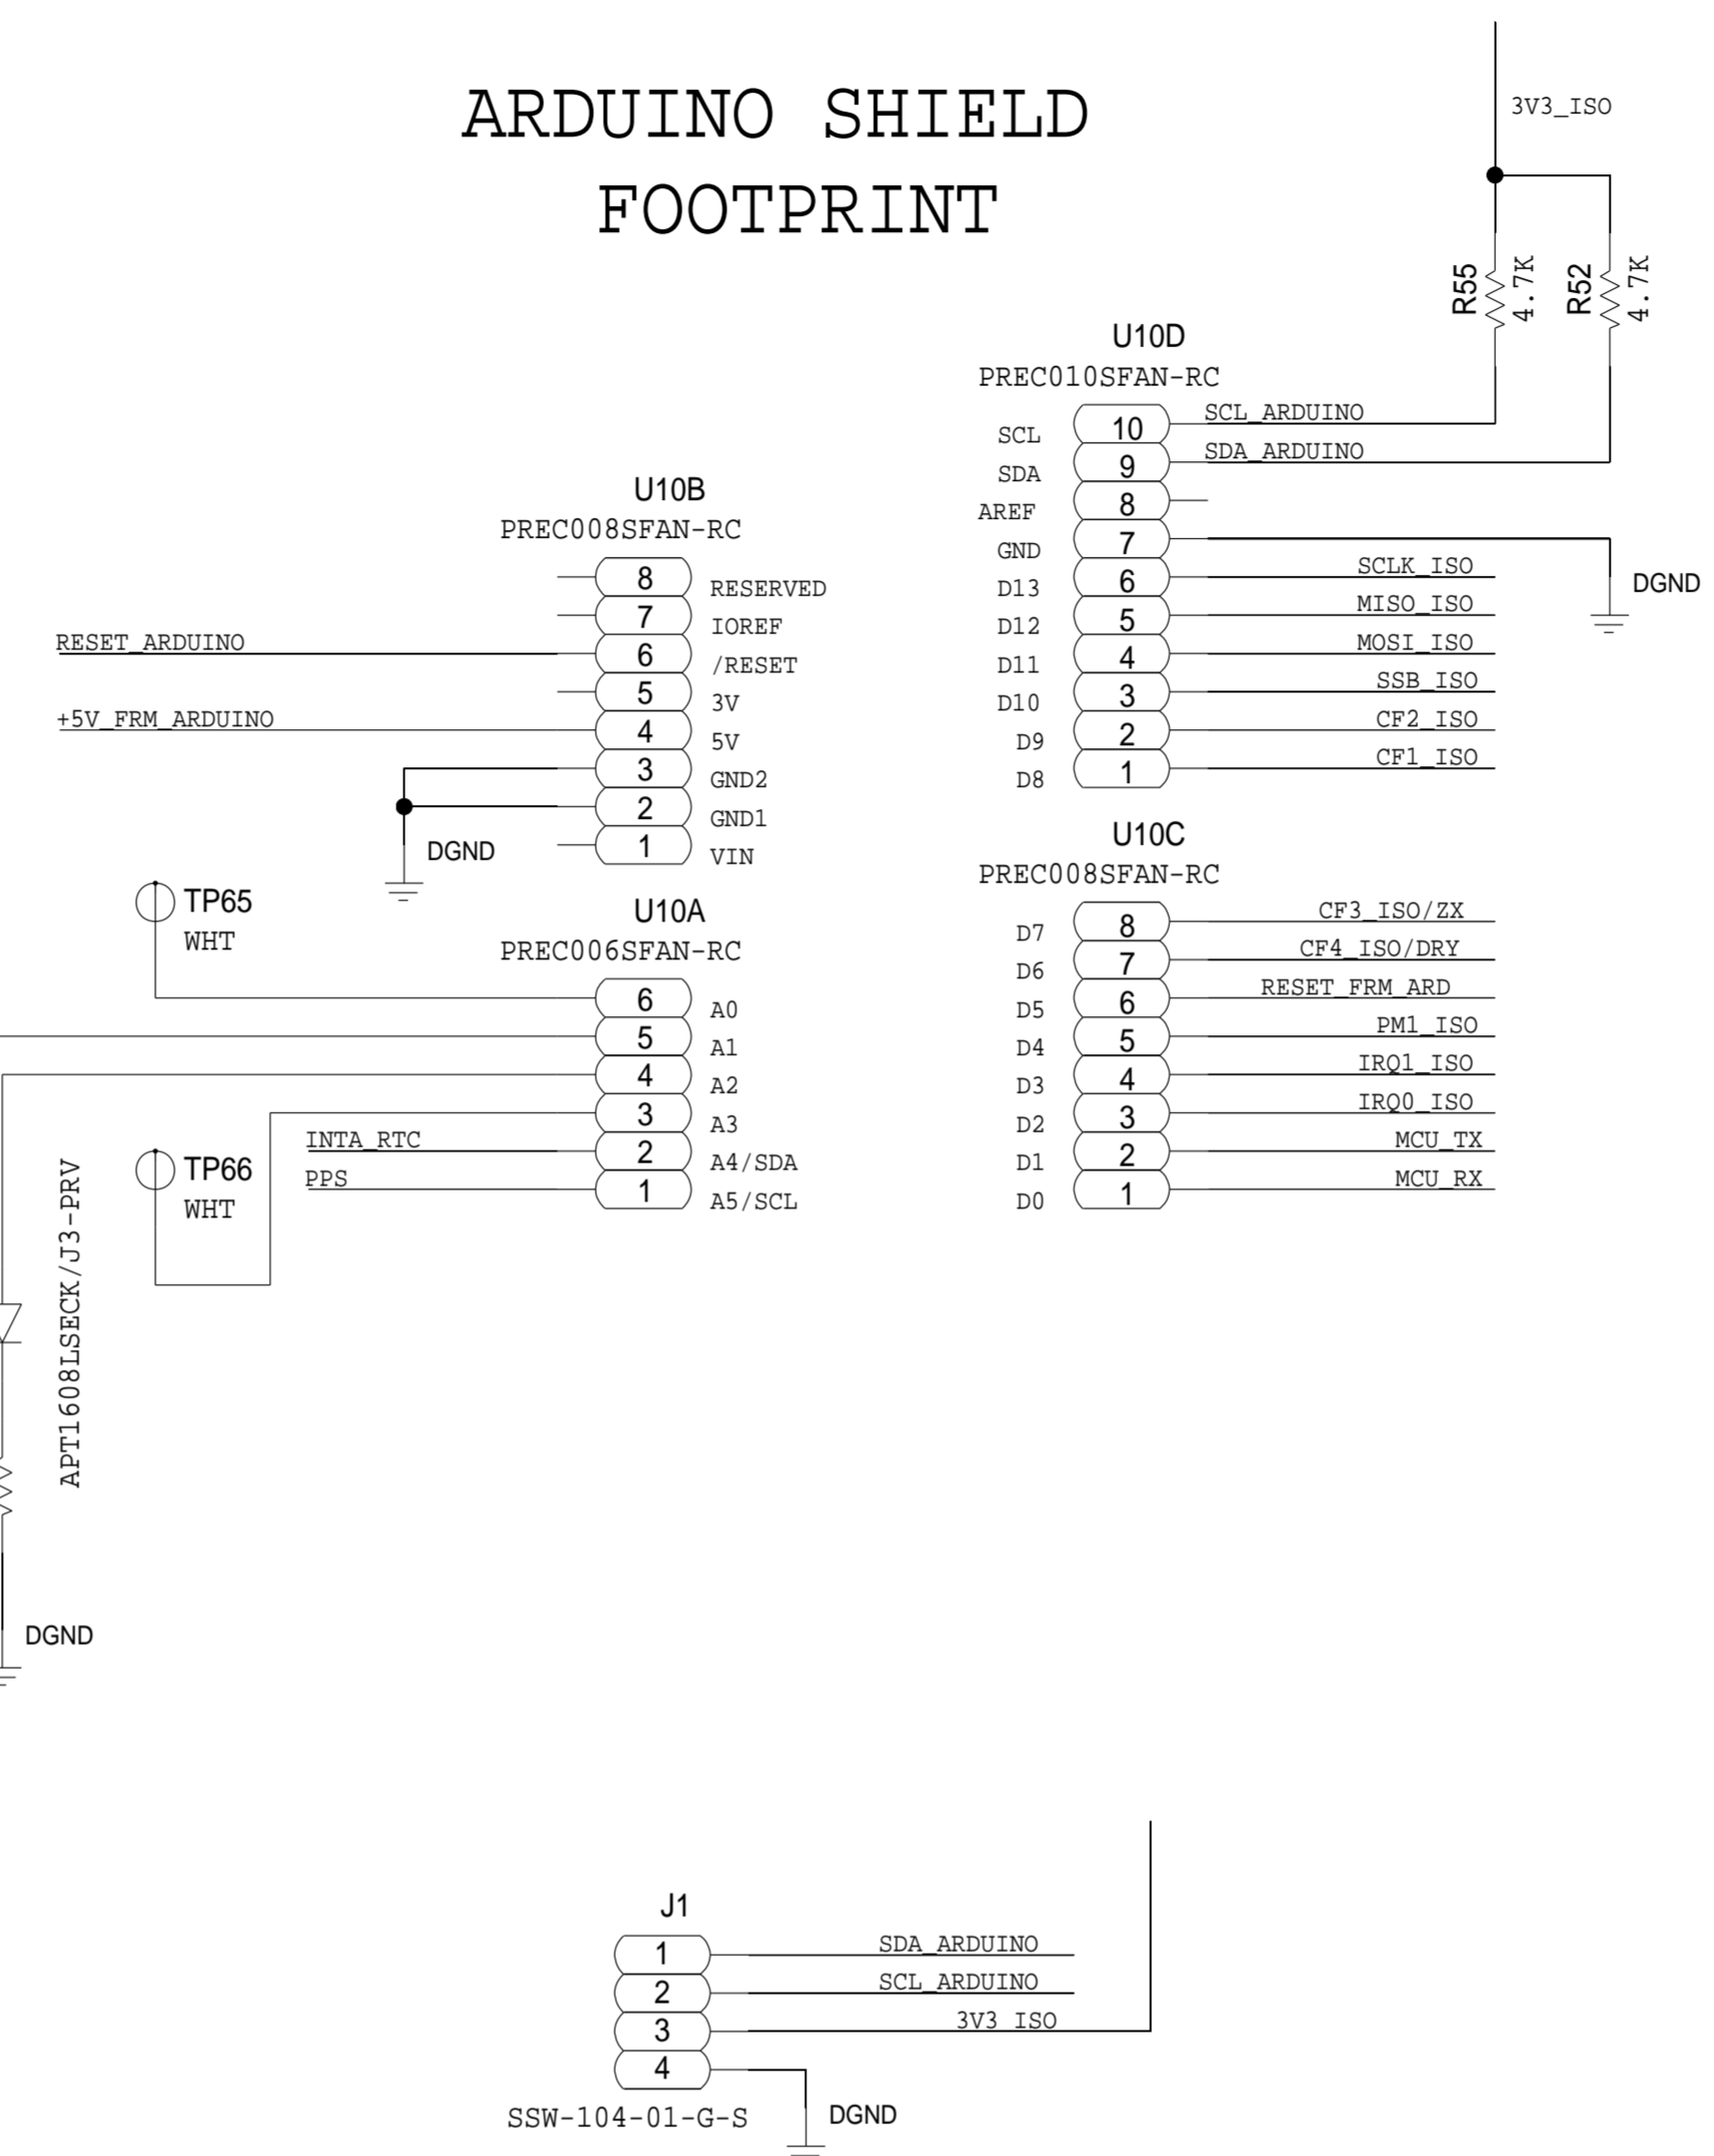 ARDUINO SHIELD
FOOTPRINT
3V3_ISO
R55
4.7K
R52
4.7K
U10D
PREC010SFAN-RC
SCL 10 SCL_ARDUINO
SDA 9 SDA_ARDUINO
AREF 8
GND 7
D13 6 SCLK_ISO
D12 5 MISO_ISO
D11 4 MOSI_ISO
D10 3 SSB_ISO
D9 2 CF2_ISO
D8 1 CF1_ISO
DGND
U10B
PREC008SFAN-RC
8 RESERVED
7 IOREF
RESET_ARDUINO 6 /RESET
5 3V
+5V_FRM_ARDUINO 4 5V
3 GND2
2 GND1
1 VIN
DGND
U10C
PREC008SFAN-RC
D7 8 CF3_ISO/ZX
D6 7 CF4_ISO/DRY
D5 6 RESET_FRM_ARD
D4 5 PM1_ISO
D3 4 IRQ1_ISO
D2 3 IRQ0_ISO
D1 2 MCU_TX
D0 1 MCU_RX
TP65
WHT
U10A
PREC006SFAN-RC
6 A0
5 A1
4 A2
3 A3
INTA_RTC 2 A4/SDA
PPS 1 A5/SCL
TP66
WHT
APT1608LSECK/J3-PRV
DGND
J1
1 SDA_ARDUINO
2 SCL_ARDUINO
3 3V3_ISO
4
SSW-104-01-G-S
DGND